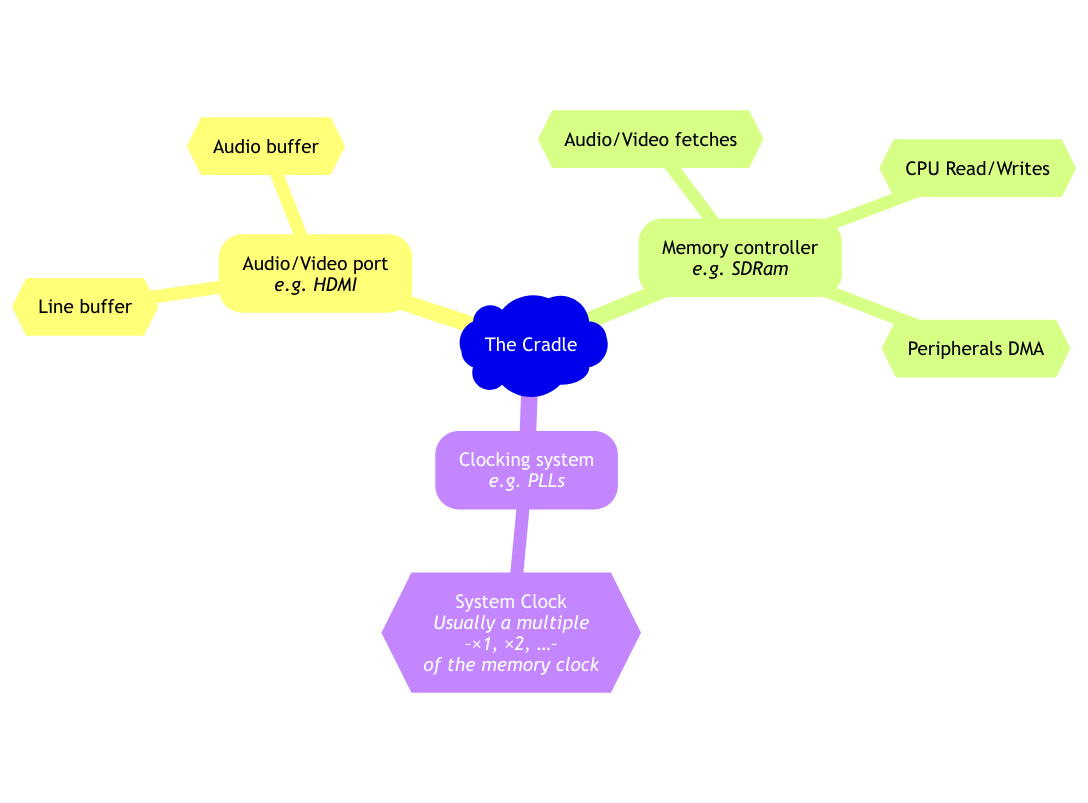 Audio buffer
Line buffer
Audio/Video port
e.g. HDMI
Audio/Video fetches
CPU Read/Writes
Memory controller
e.g. SDRam
Peripherals DMA
The Cradle
Clocking system
e.g. PLLs
System Clock
Usually a multiple
–×1, ×2, …–
of the memory clock